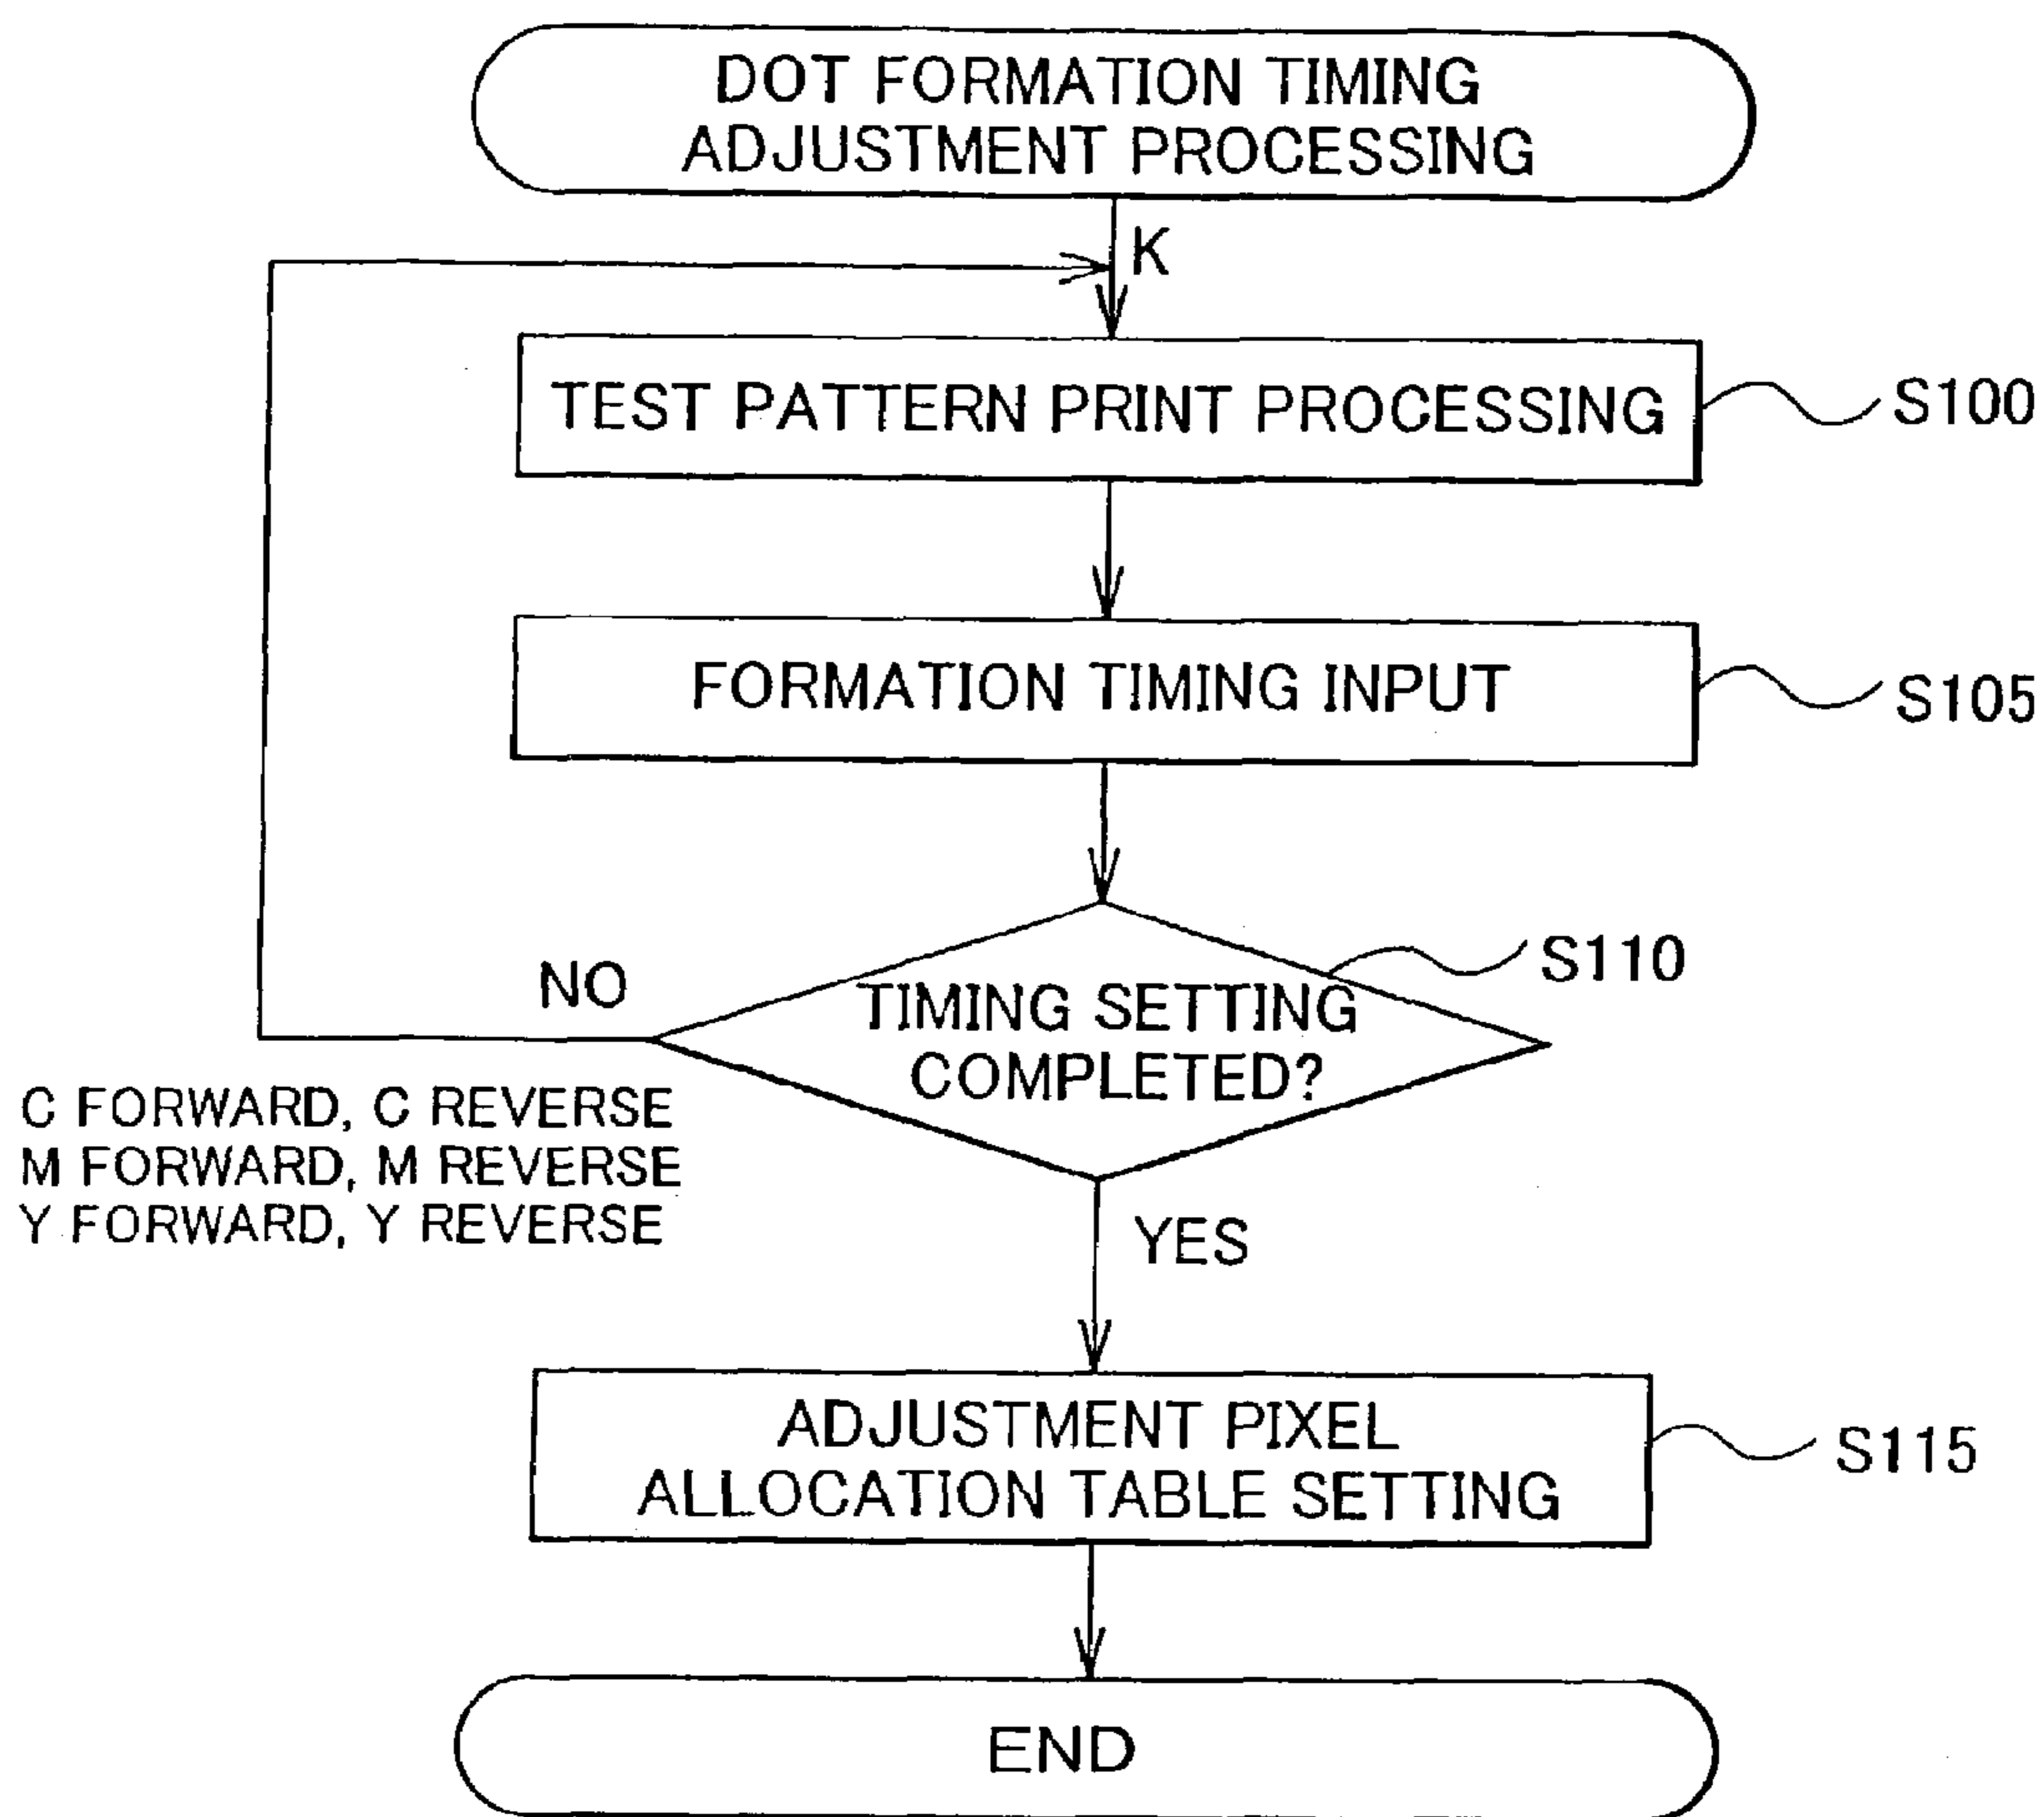 DOT FORMATION TIMING
ADJUSTMENT PROCESSING
K
TEST PATTERN PRINT PROCESSING
S100
FORMATION TIMING INPUT
S105
S110
NO
TIMING SETTING
COMPLETED?
C FORWARD, C REVERSE
M FORWARD, M REVERSE
Y FORWARD, Y REVERSE
YES
ADJUSTMENT PIXEL
ALLOCATION TABLE SETTING
S115
END